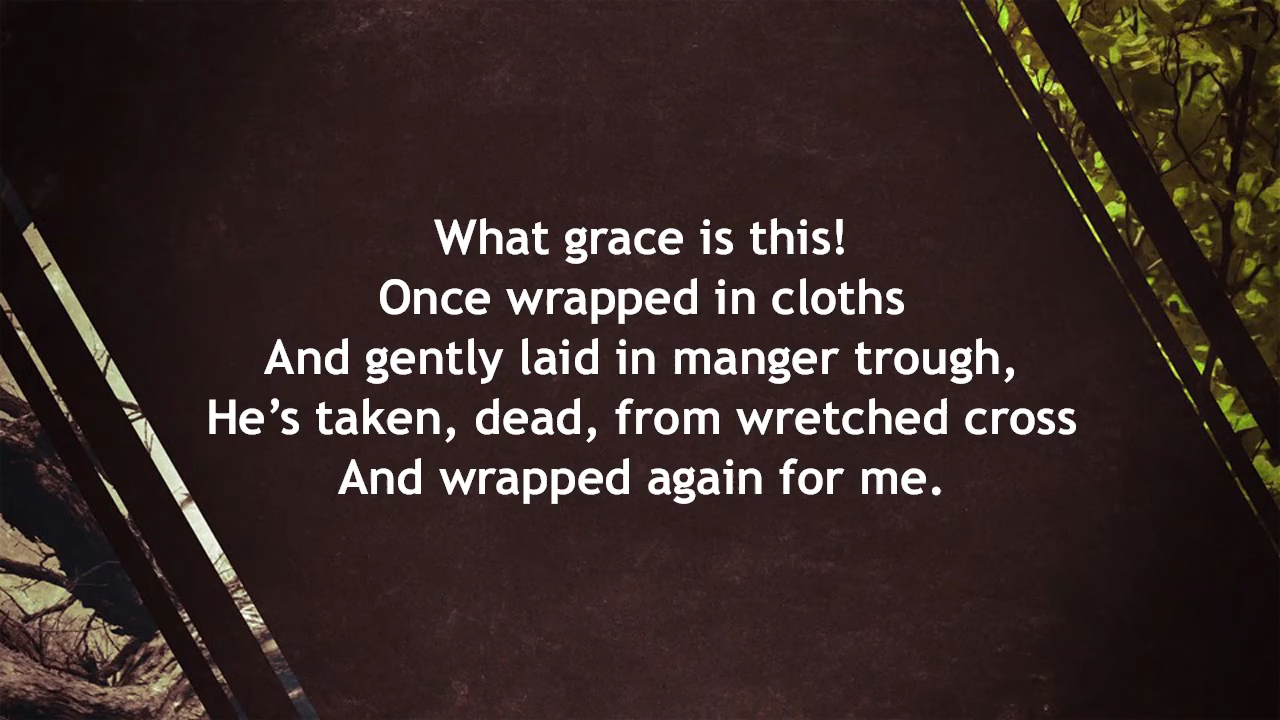 What grace is this!
Once wrapped in cloths
And gently laid in manger trough,
He’s taken, dead, from wretched cross
And wrapped again for me.